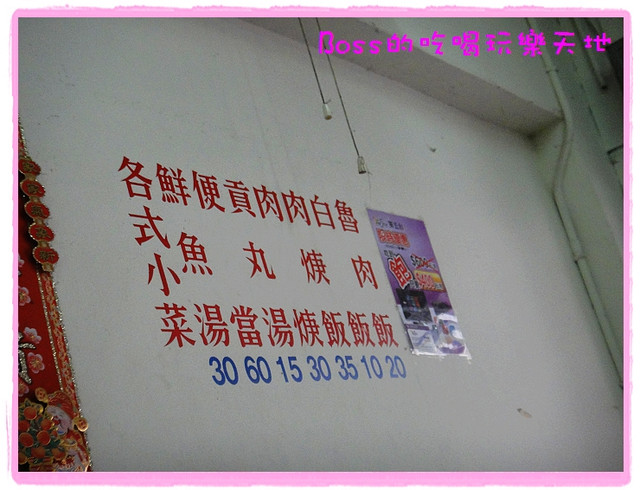 Boss的吃喝玩樂天地
魯肉飯 20
白飯 10
肉焿飯 35
肉焿 30
貢丸湯 15
便當 60
鮮魚湯 30
各式小菜